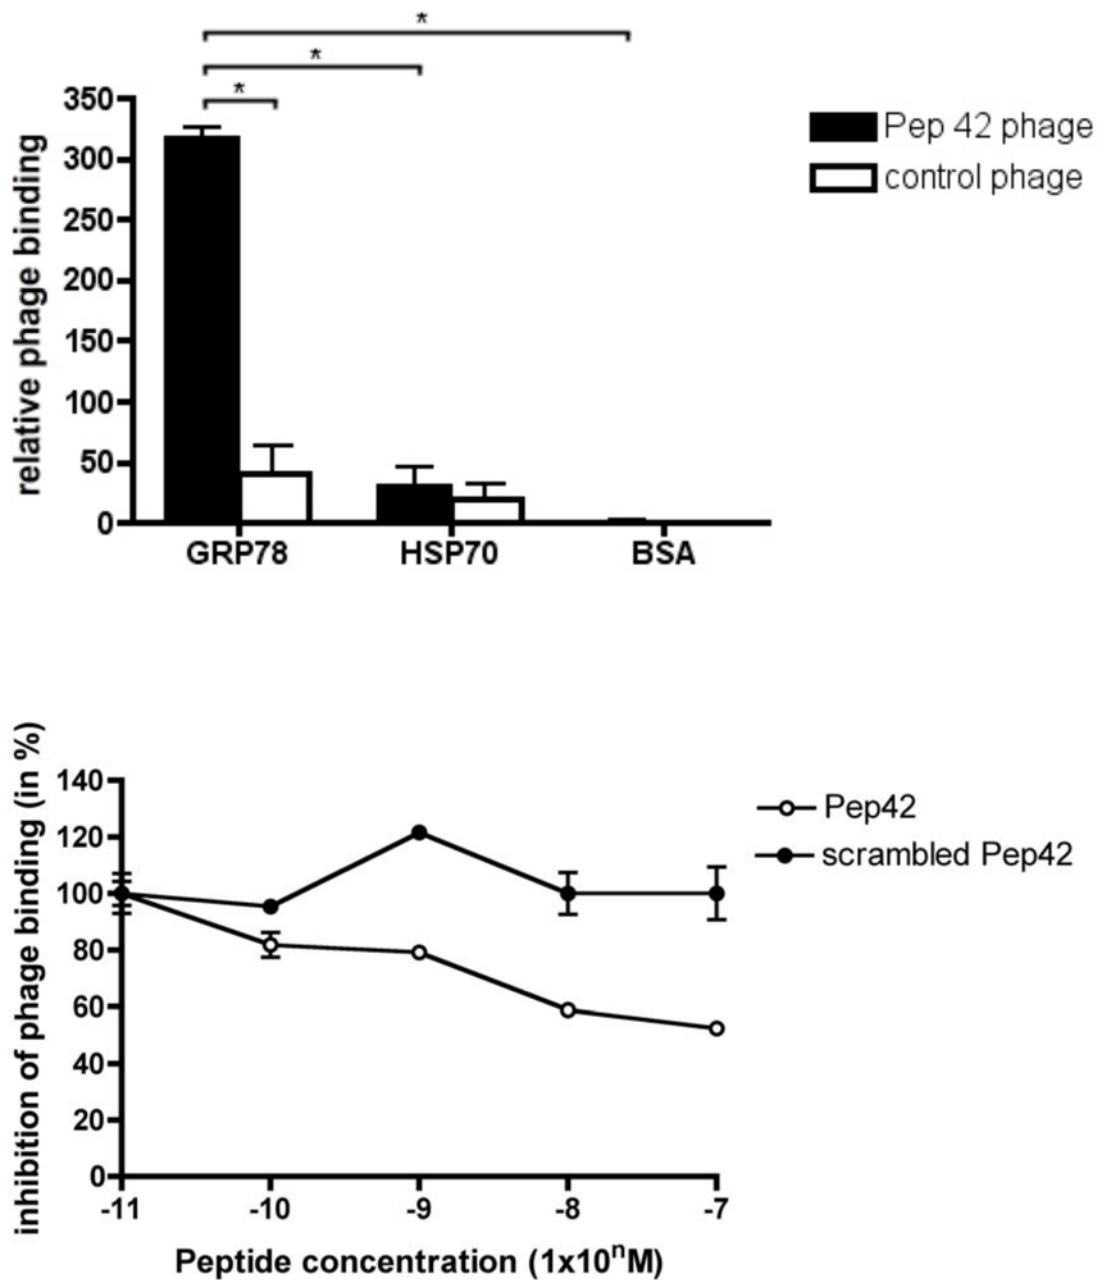 *
*
*
350
300
250
200
150
100
50
0
relative phage binding
GRP78 HSP70 BSA
Pep 42 phage
control phage
140
120
100
80
60
40
20
0
inhibition of phage binding (in %)
-11 -10 -9 -8 -7
Peptide concentration (1x10ⁿM)
Pep42
scrambled Pep42